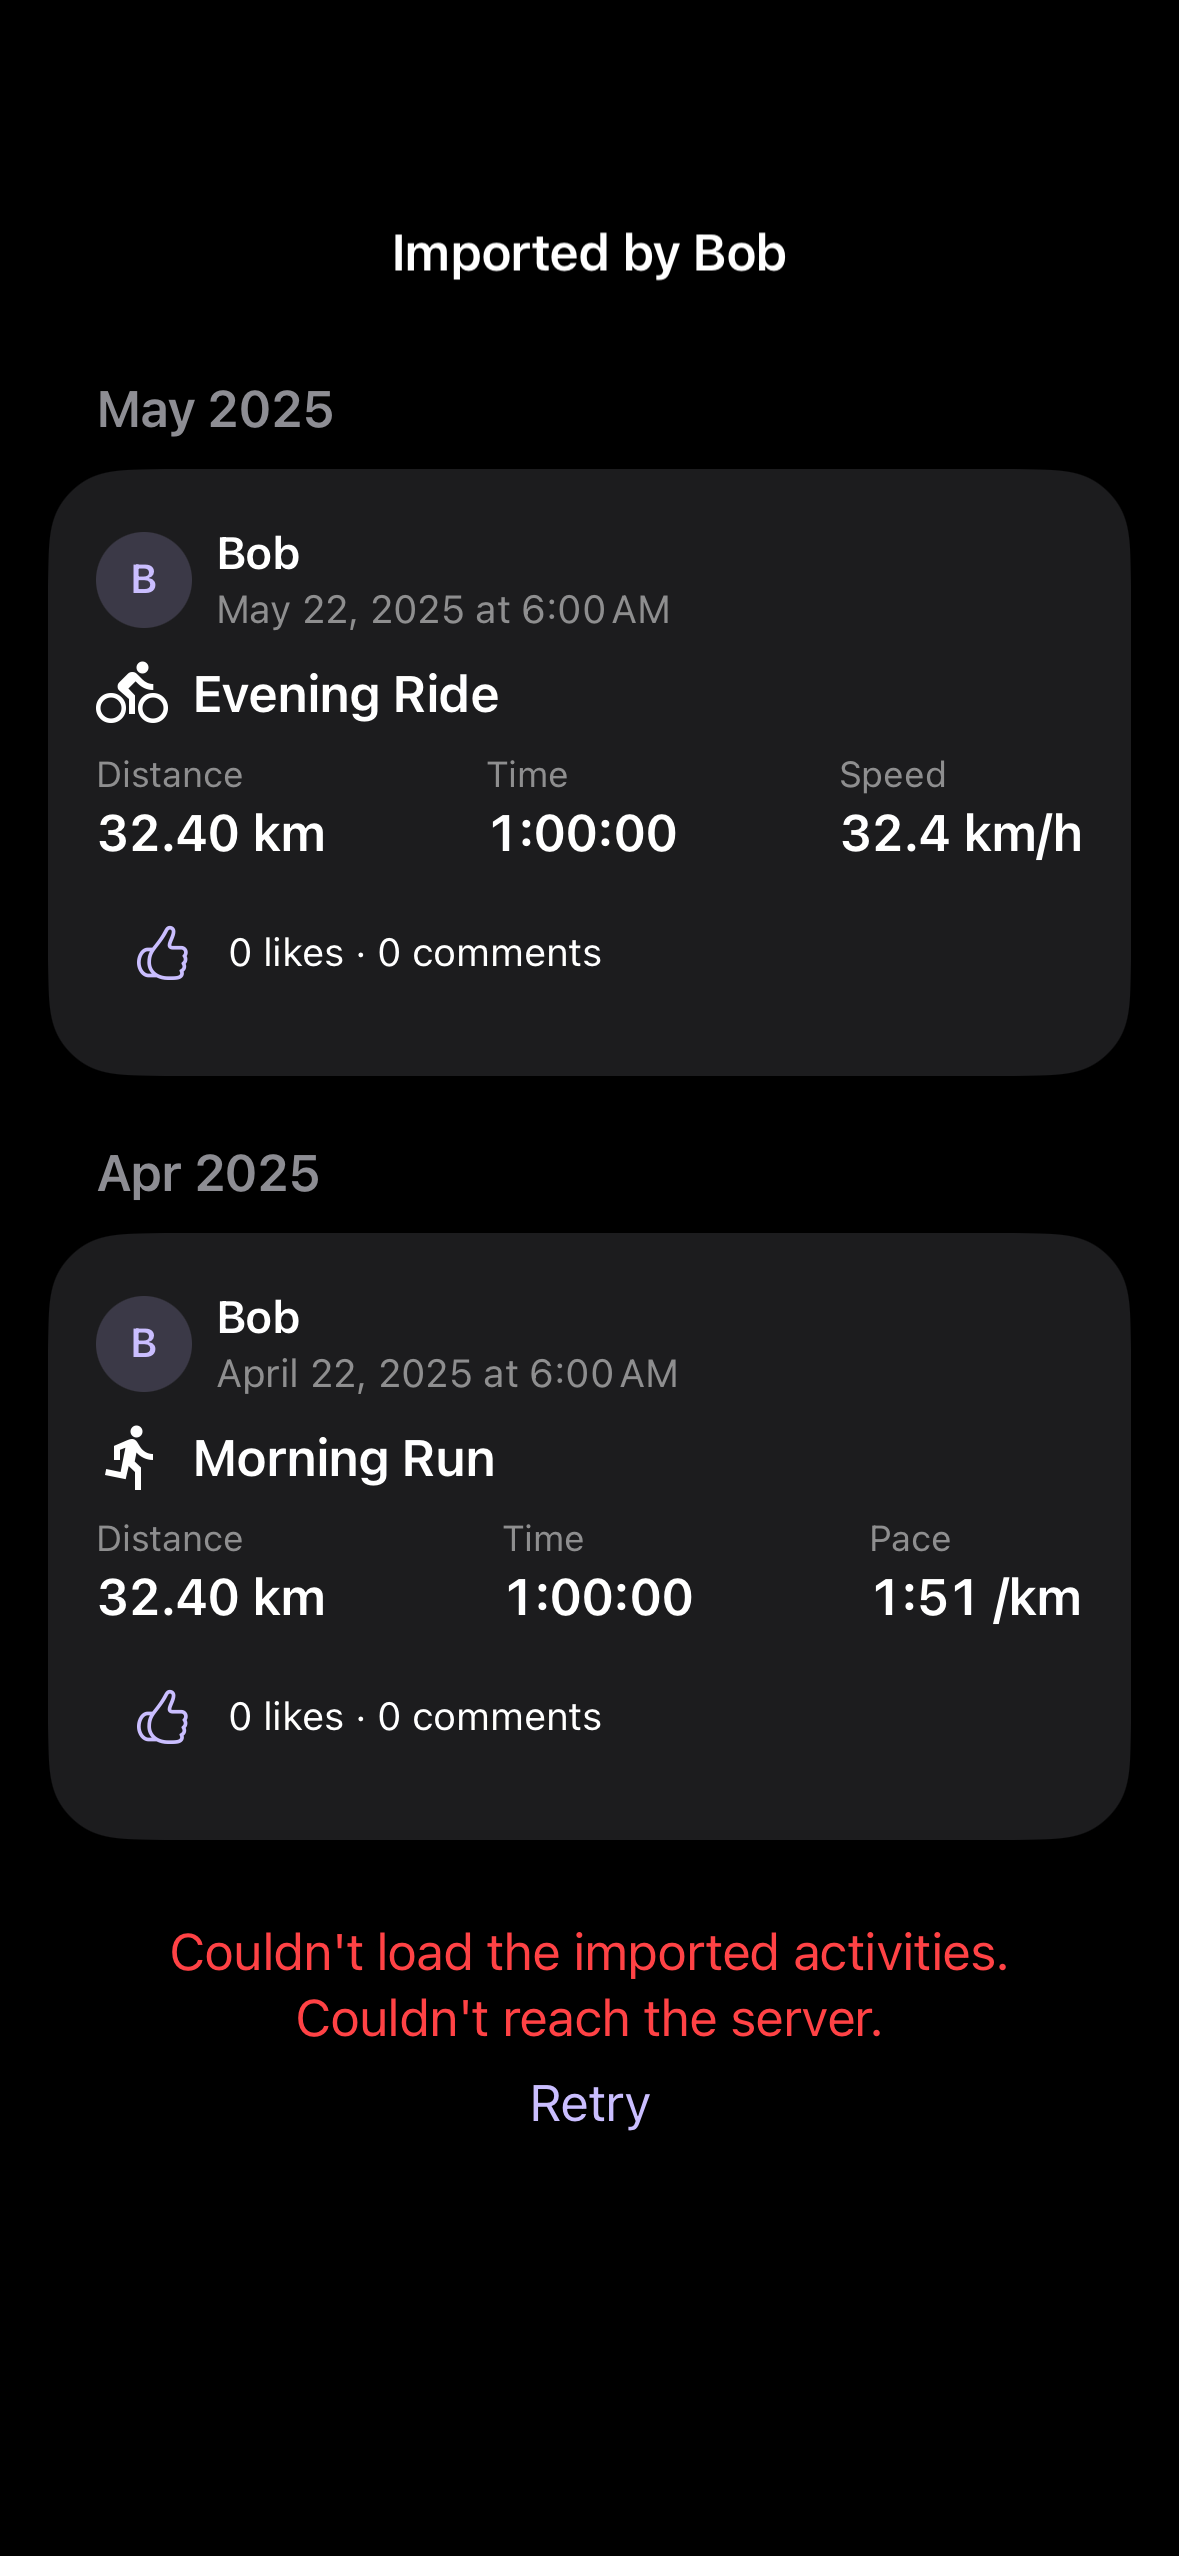 Imported by Bob
May 2025
B
Bob
May 22, 2025 at 6:00 AM
Evening Ride
Distance Time Speed
32.40 km 1:00:00 32.4 km/h
0 likes · 0 comments
Apr 2025
B
Bob
April 22, 2025 at 6:00 AM
Morning Run
Distance Time Pace
32.40 km 1:00:00 1:51 /km
0 likes · 0 comments
Couldn't load the imported activities.
Couldn't reach the server.
Retry